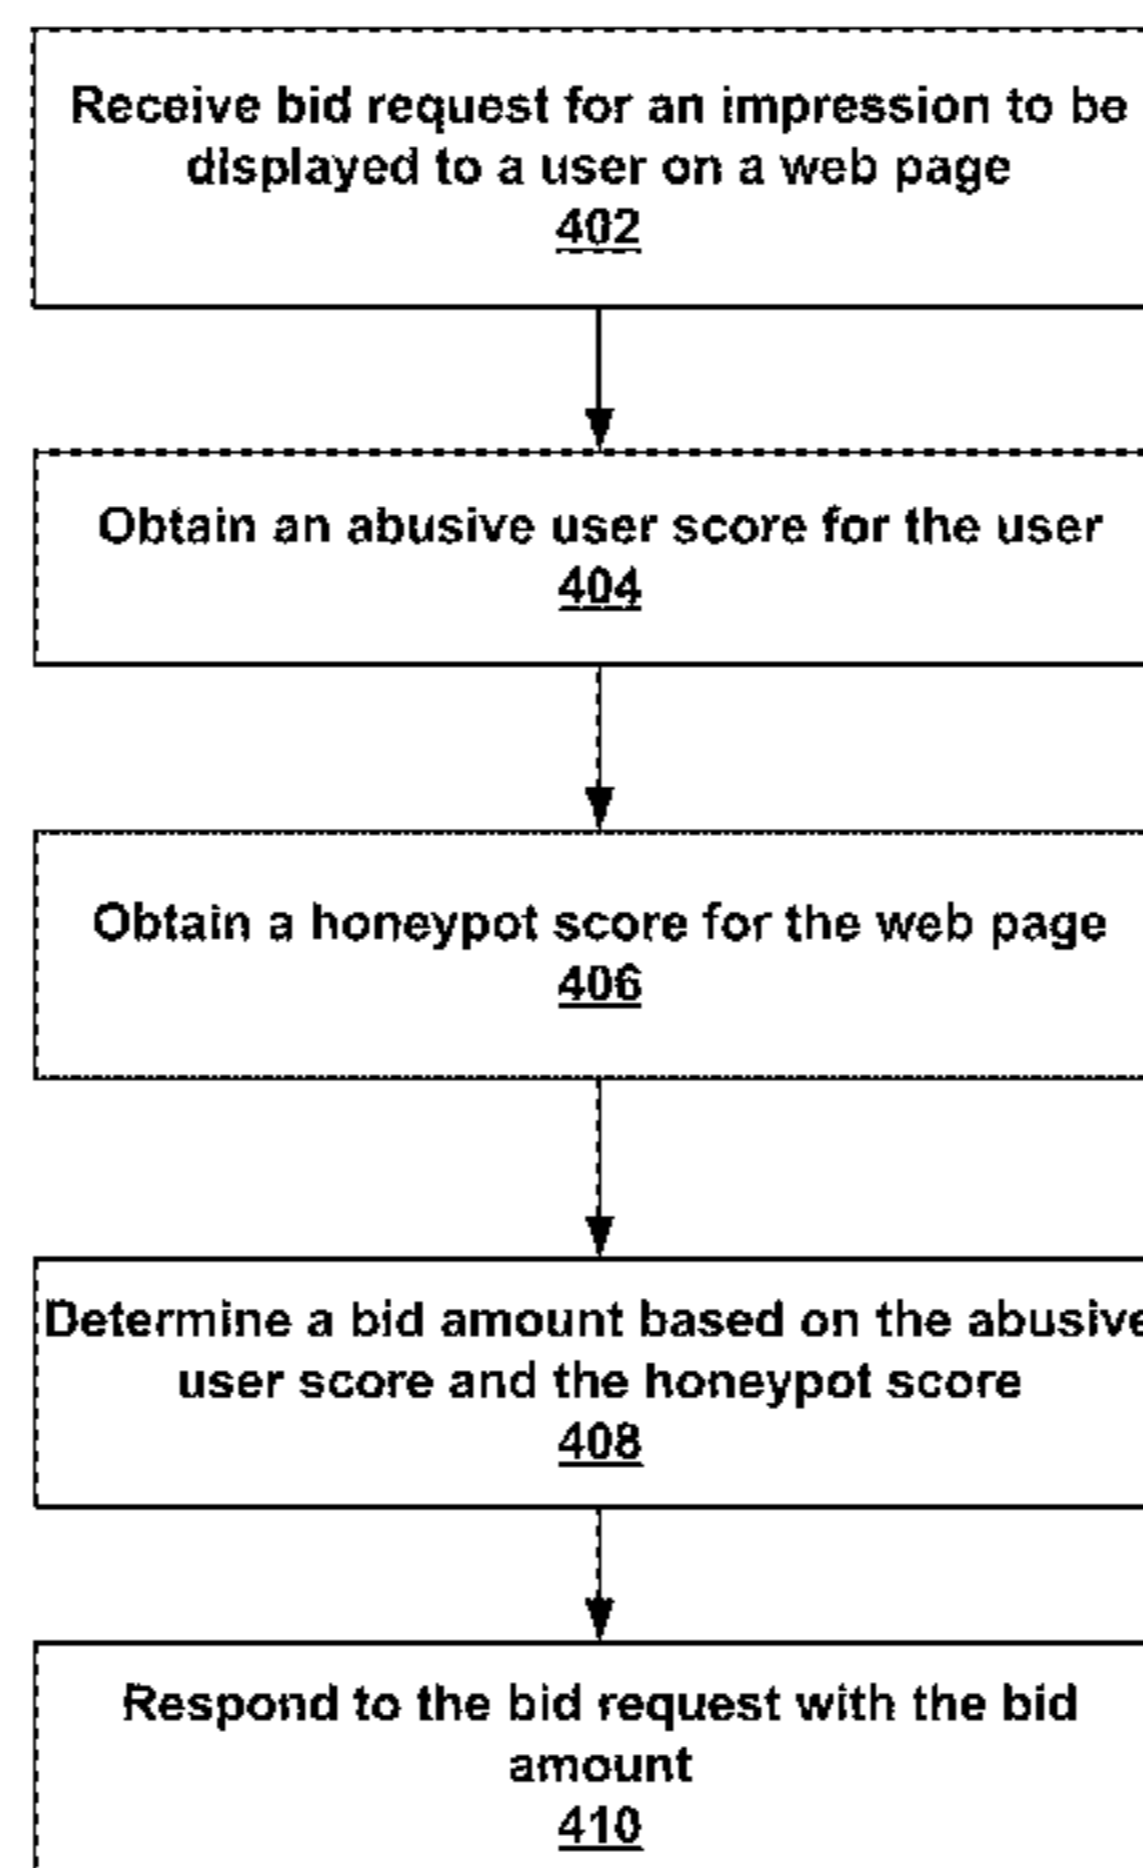 Receive bid request for an impression to be
displayed to a user on a web page
402
Obtain an abusive user score for the user
404
Obtain a honeypot score for the web page
406
Determine a bid amount based on the abusive
user score and the honeypot score
408
Respond to the bid request with the bid
amount
410